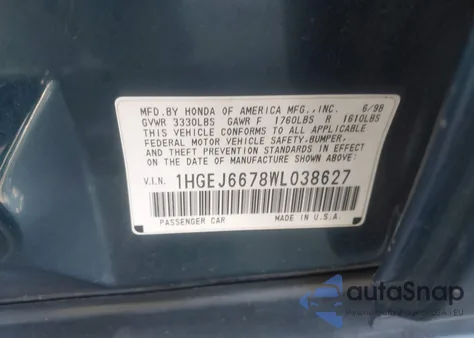 MFD.BY HONDA OF AMERICA MFG.,INC. 6/98
GVWR 3330LBS GAWR F 1760LBS R 1610LBS
THIS VEHICLE CONFORMS TO ALL APPLICABLE
FEDERAL MOTOR VEHICLE SAFETY,BUMPER,
AND THEFT PREVENTION STANDARDS IN EFFECT
ON THE DATE OF MANUFACTURE SHOWN ABOVE.
V.I.N. 1HGEJ6678WL038627
PASSENGER CAR MADE IN U.S.A.
autoSnap